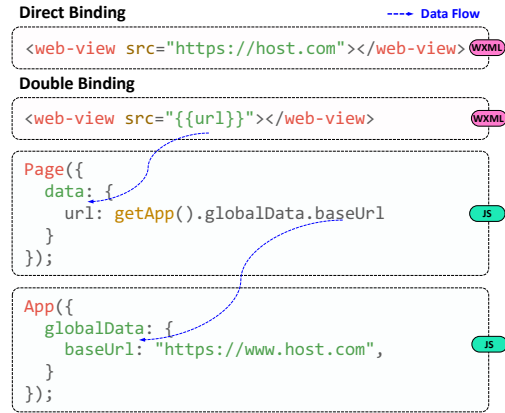 Direct Binding
Data Flow
<web-view src="https://host.com"></web-view> WXML
Double Binding
<web-view src="{{url}}"></web-view> WXML
Page({
  data: {
    url: getApp().globalData.baseUrl
  }
});
JS
App({
  globalData: {
    baseUrl: "https://www.host.com",
  }
});
JS